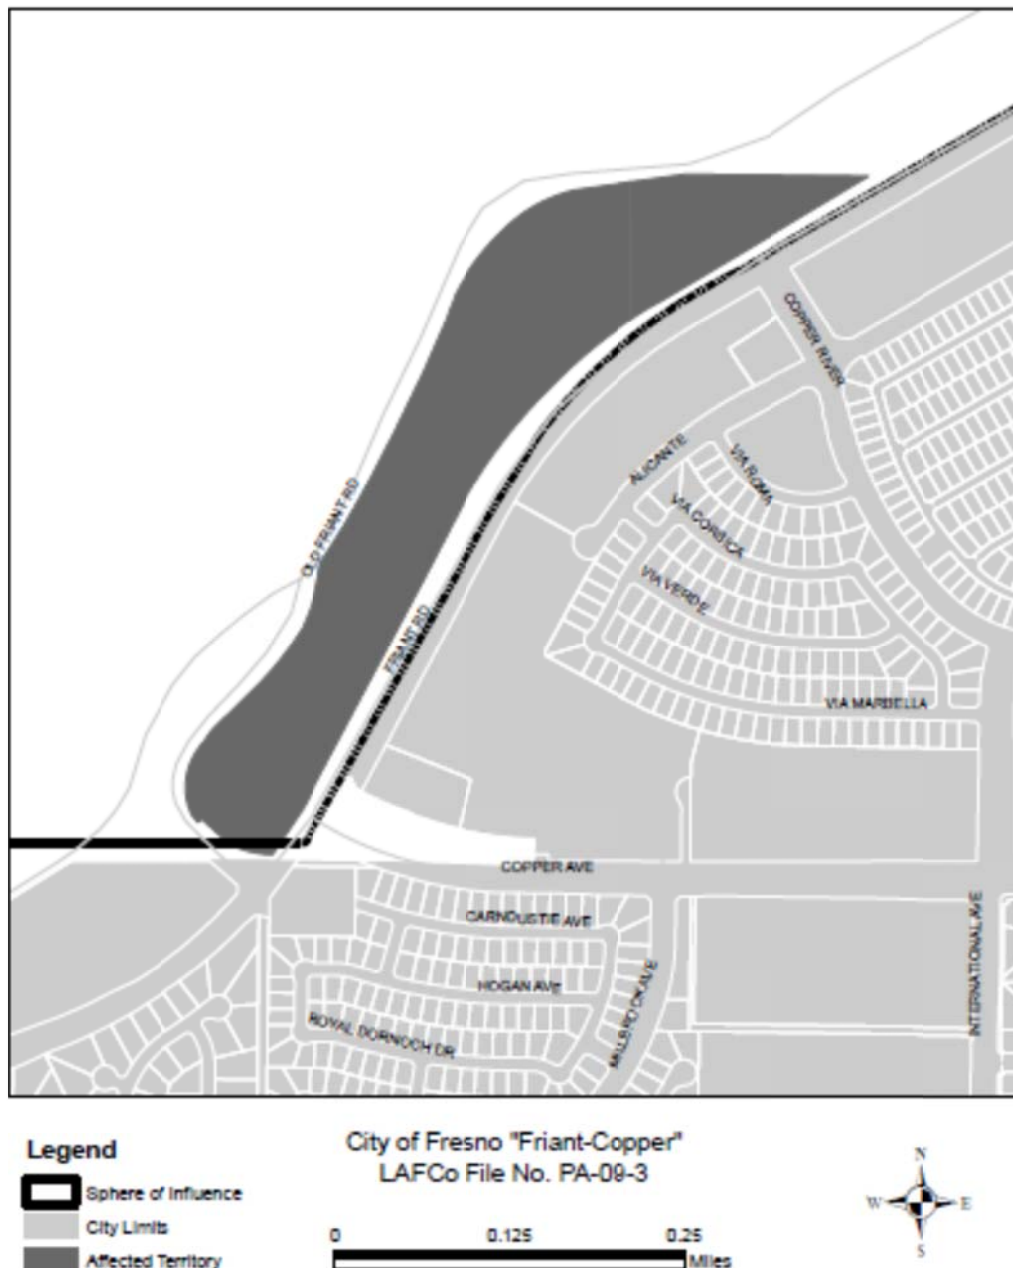 COPPER RIVER
ALICANTE
VIA ROMA
VIA CORSICA
OLD FRIANT RD
VIA VERDE
FRIANT RD
VIA MARBELLA
COPPER AVE
CARNOUSTIE AVE
INTERNATIONAL AVE
HOGAN AVE
MILLBROOK AVE
ROYAL DORNOCH DR
Legend
Sphere of Influence
City Limits
Affected Territory
City of Fresno "Friant-Copper"
LAFCo File No. PA-09-3
0 0.125 0.25
Miles
N
W E
S